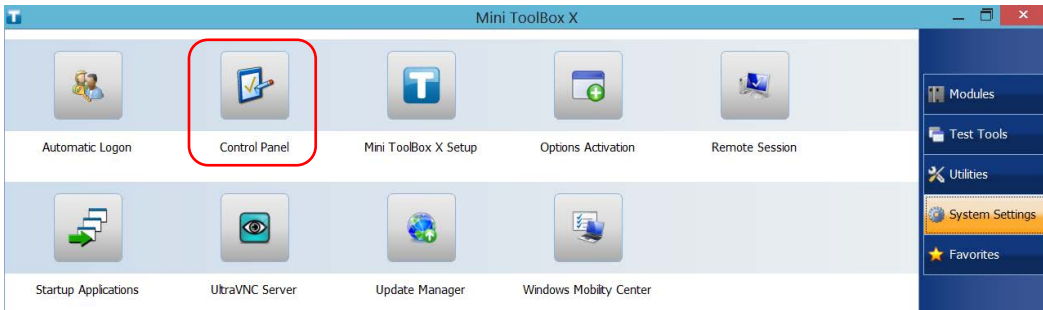 Mini ToolBox X
Automatic Logon
Control Panel
Mini ToolBox X Setup
Options Activation
Remote Session
Startup Applications
UltraVNC Server
Update Manager
Windows Mobility Center
Modules
Test Tools
Utilities
System Settings
Favorites